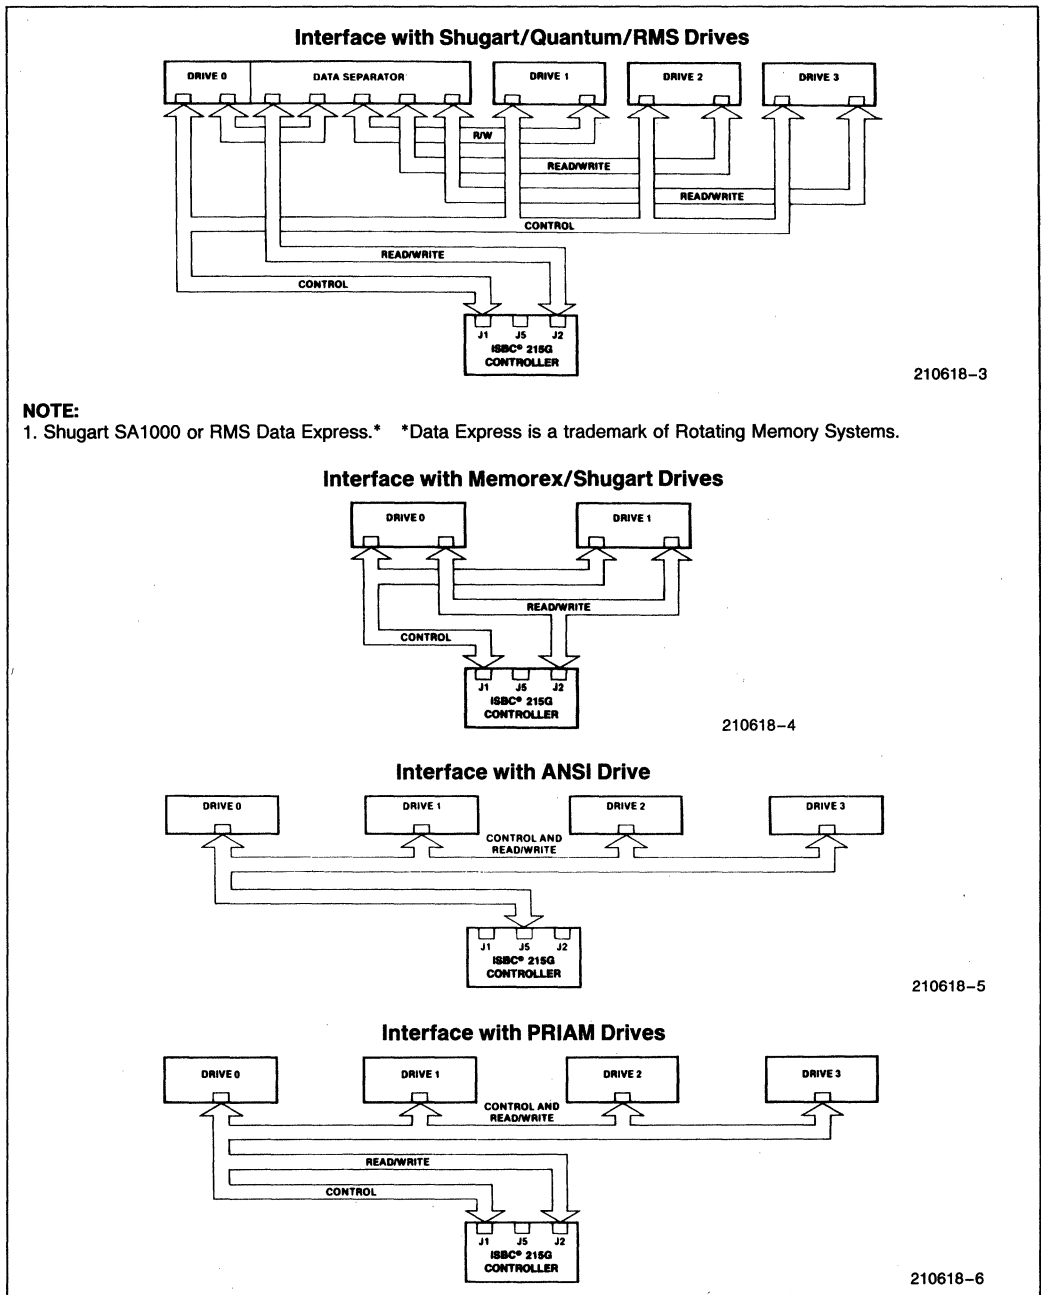 Interface with Shugart/Quantum/RMS Drives
DRIVE 0
DATA SEPARATOR
DRIVE 1
DRIVE 2
DRIVE 3
R/W
READ/WRITE
READ/WRITE
CONTROL
READ/WRITE
CONTROL
J1 J5 J2
ISBC® 215G
CONTROLLER
210618-3
NOTE:
1. Shugart SA1000 or RMS Data Express.* *Data Express is a trademark of Rotating Memory Systems.
Interface with Memorex/Shugart Drives
DRIVE 0
DRIVE 1
READ/WRITE
CONTROL
J1 J5 J2
ISBC® 215G
CONTROLLER
210618-4
Interface with ANSI Drive
DRIVE 0
DRIVE 1
DRIVE 2
DRIVE 3
CONTROL AND
READ/WRITE
J1 J5 J2
ISBC® 215G
CONTROLLER
210618-5
Interface with PRIAM Drives
DRIVE 0
DRIVE 1
DRIVE 2
DRIVE 3
CONTROL AND
READ/WRITE
READ/WRITE
CONTROL
J1 J5 J2
ISBC® 215G
CONTROLLER
210618-6